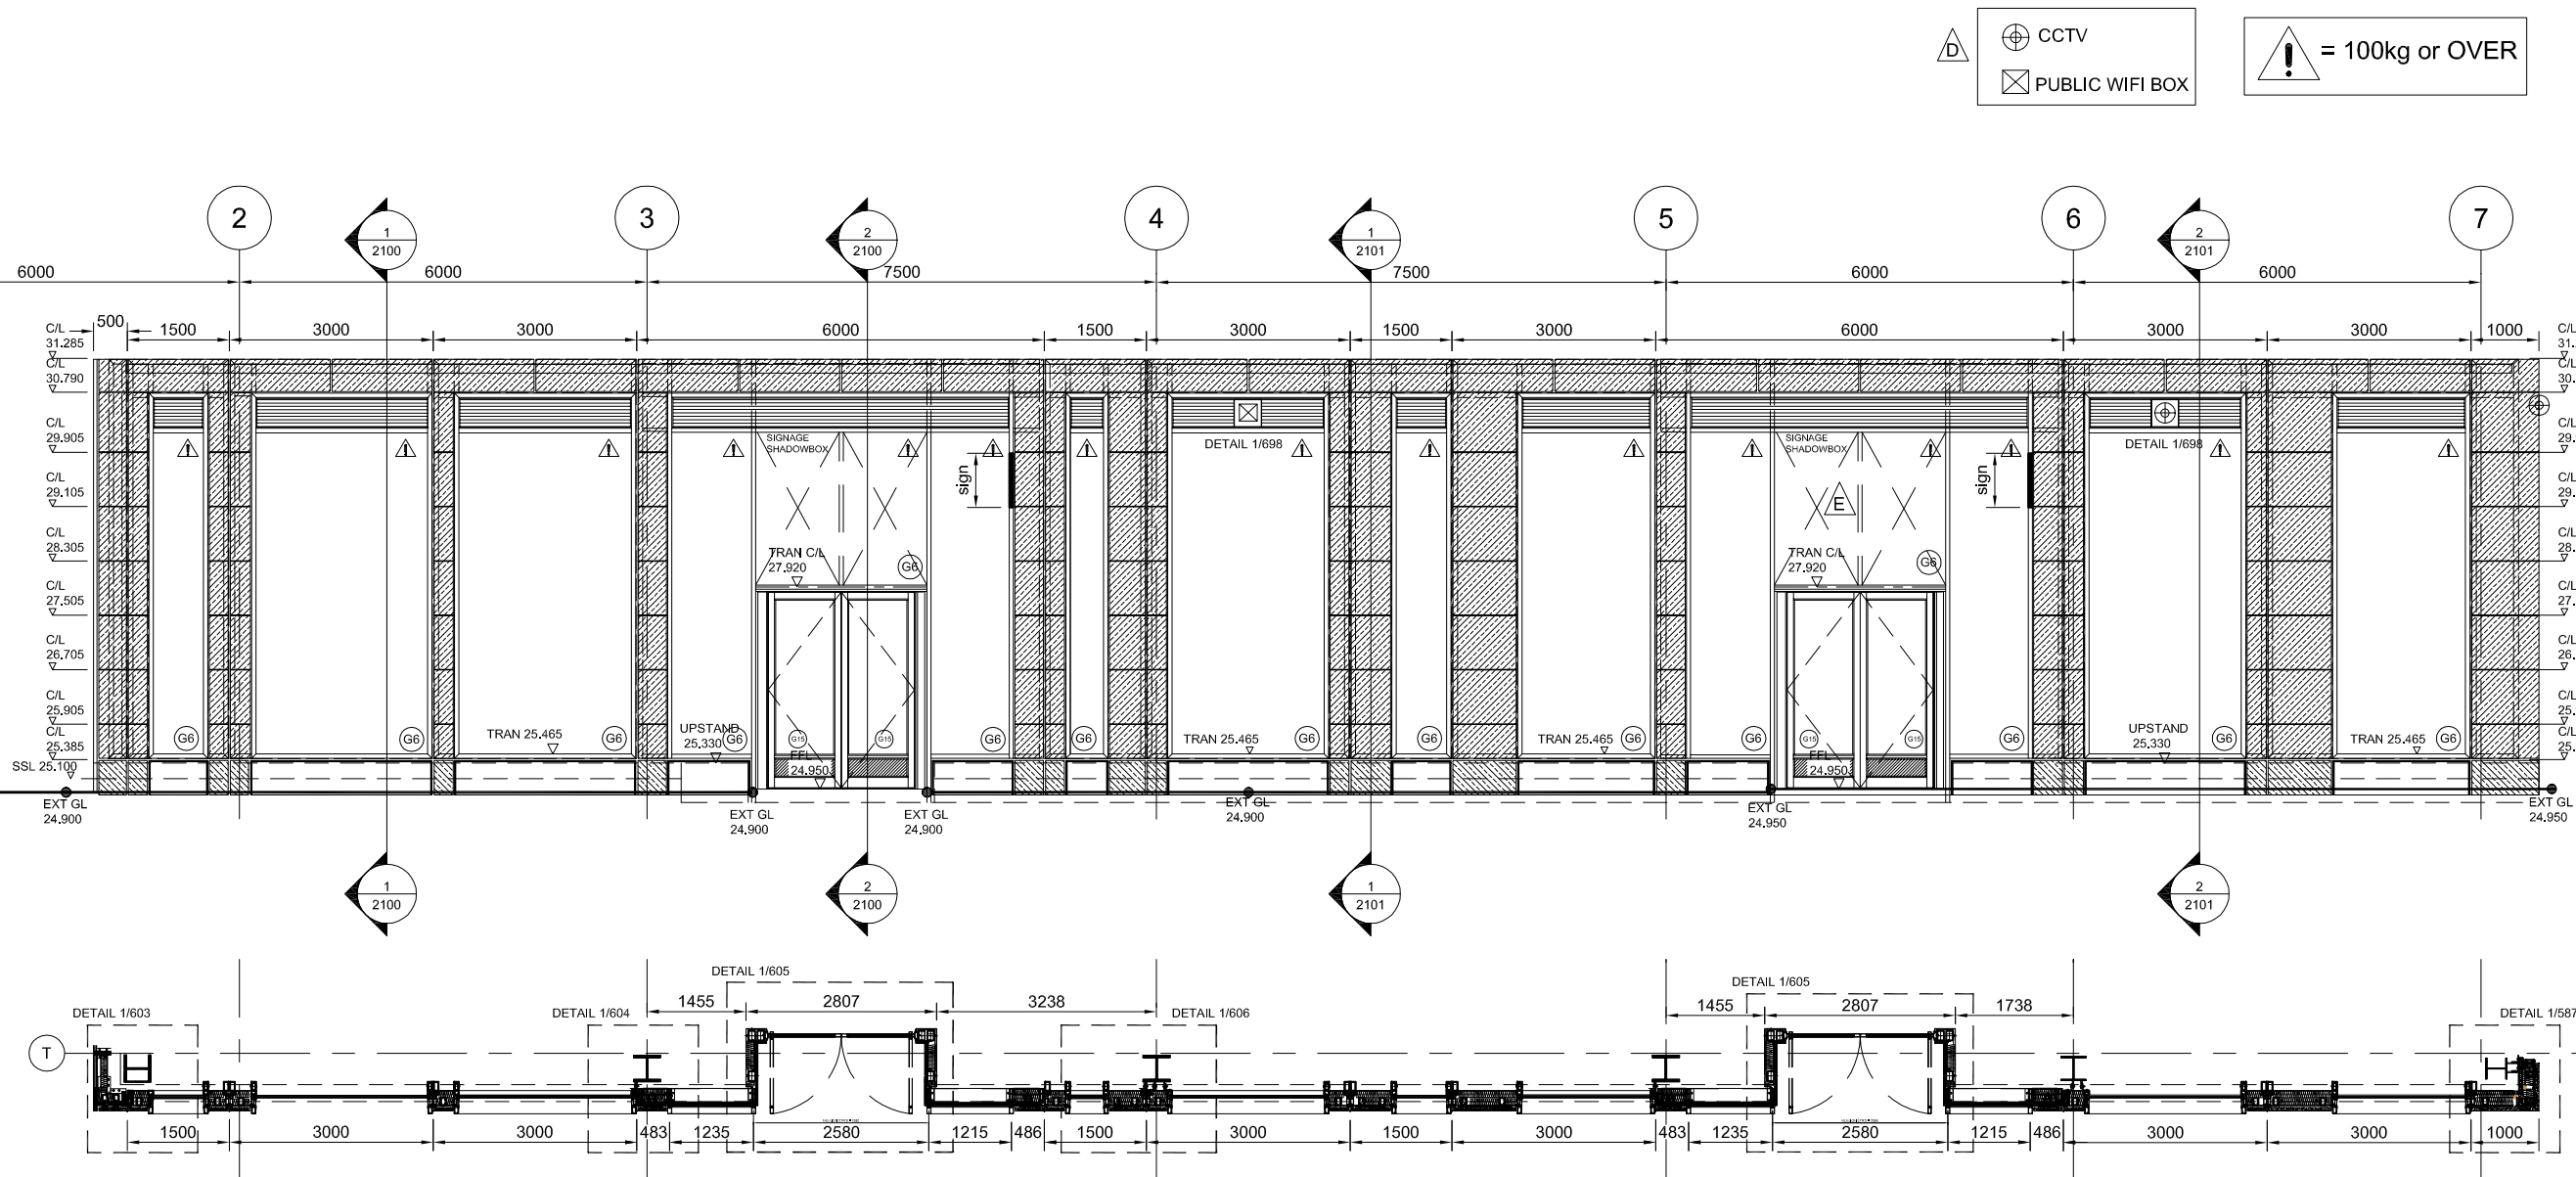 D
CCTV
PUBLIC WIFI BOX
! = 100kg or OVER
2 3 4 5 6 7
1 2 1 2
2100 2100 2101 2101
6000 6000 7500 7500 6000 6000
500 1500 3000 3000 6000 1500 3000 1500 3000 6000 3000 3000 1000
C/L
31.285
C/L
30.790
C/L
29.905
C/L
29.105
C/L
28.305
C/L
27.505
C/L
26.705
C/L
25.905
C/L
25.385
SSL 25.100
EXT GL
24.900
! ! ! ! ! ! ! ! ! ! ! ! ! ! ! !
SIGNAGE
SHADOWBOX
sign
DETAIL 1/698
SIGNAGE
SHADOWBOX
sign
E
DETAIL 1/698
TRAN C/L
27.920
G6
TRAN C/L
27.920
G6
G6 G6 TRAN 25.465 G6
UPSTAND
25.330 G6
G15 G15
FFL
24.950
G6 G6
TRAN 25.465 G6
G6
TRAN 25.465 G6
G6
G15 G15
FFL
24.950
G6
UPSTAND
25.330 G6
TRAN 25.465 G6
EXT GL
24.900
EXT GL
24.900
EXT GL
24.900
EXT GL
24.950
EXT GL
24.950
C/L
31.
C/L
30.
C/L
29.
C/L
29.
C/L
28.
C/L
27.
C/L
26.
C/L
25.
C/L
25.
1 2 1 2
2100 2100 2101 2101
DETAIL 1/603
DETAIL 1/604
DETAIL 1/605
DETAIL 1/606
DETAIL 1/605
DETAIL 1/587
1455 2807 3238 1455 2807 1738
T
1500 3000 3000 483 1235 2580 1215 486 1500 3000 1500 3000 483 1235 2580 1215 486 3000 3000 1000